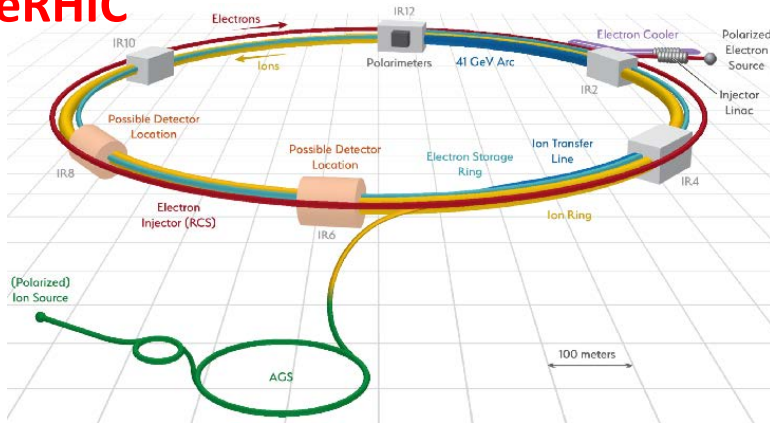 eRHIC
IR12
Electrons
Electron Cooler
Polarized
Electron
Source
IR10
Ions
Polarimeters
41 GeV Arc
IR2
Injector
Linac
Possible Detector
Location
Possible Detector
Location
Electron Storage
Ring
Ion Transfer
Line
IR8
IR4
Electron
Injector (RCS)
Ion Ring
IR6
(Polarized)
Ion Source
100 meters
AGS